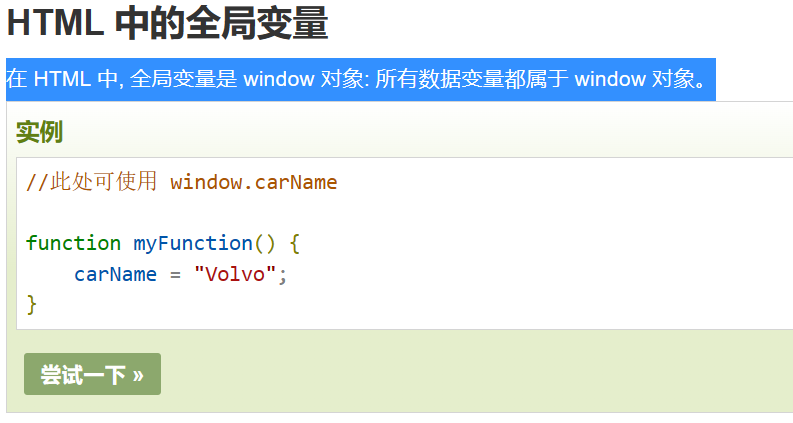 HTML 中的全局变量
在 HTML 中, 全局变量是 window 对象: 所有数据变量都属于 window 对象。
实例
//此处可使用 window.carName
function myFunction() {
    carName = "Volvo";
}
尝试一下 »